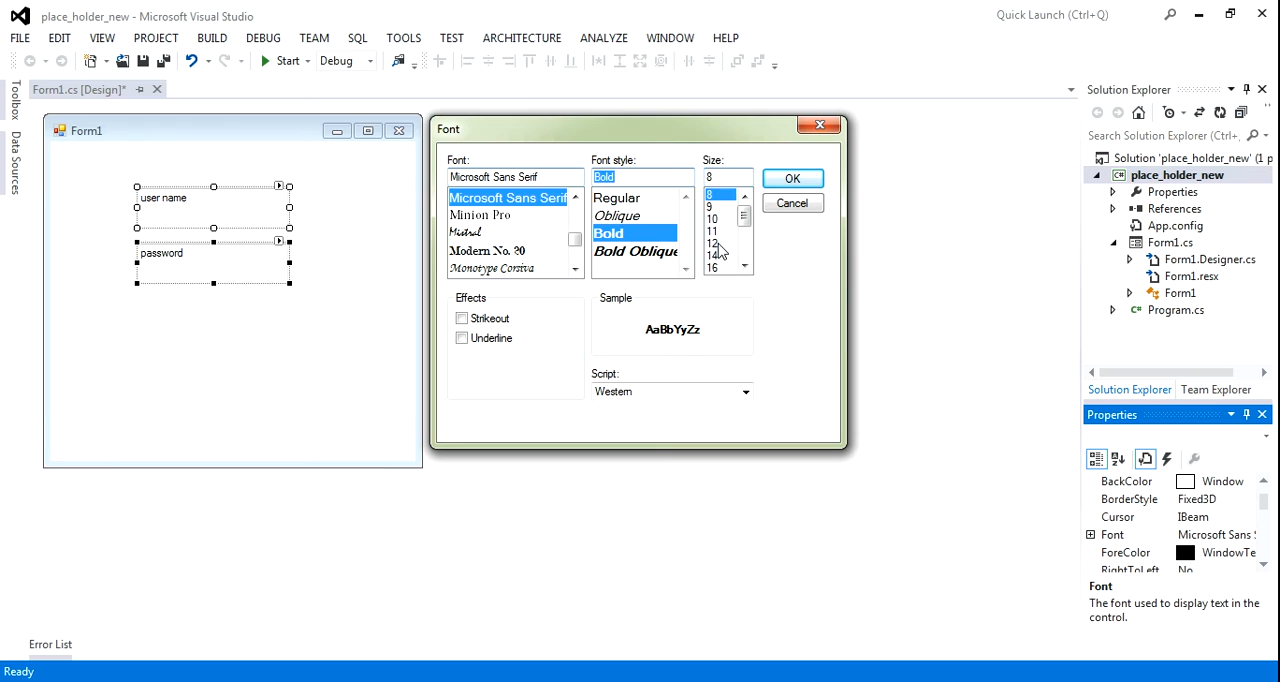 place_holder_new - Microsoft Visual Studio
Quick Launch (Ctrl+Q)
FILE EDIT VIEW PROJECT BUILD DEBUG TEAM SQL TOOLS TEST ARCHITECTURE ANALYZE WINDOW HELP
Start Debug
Toolbox
Data Sources
Form1.cs [Design]*
Form1
user name
password
Font
Font:
Microsoft Sans Serif
Microsoft Sans Serif
Minion Pro
Mistral
Modern No. 20
Monotype Corsiva
Font style:
Bold
Regular
Oblique
Bold
Bold Oblique
Size:
8
8
9
10
11
12
14
16
OK
Cancel
Effects
Strikeout
Underline
Sample
AaBbYyZz
Script:
Western
Solution Explorer
Search Solution Explorer (Ctrl+,
Solution 'place_holder_new' (1 p
C# place_holder_new
Properties
References
App.config
Form1.cs
Form1.Designer.cs
Form1.resx
Form1
C# Program.cs
Solution Explorer Team Explorer
Properties
BackColor Window
BorderStyle Fixed3D
Cursor IBeam
Font Microsoft Sans S
ForeColor WindowTe
RightToLeft No
Font
The font used to display text in the
control.
Error List
Ready